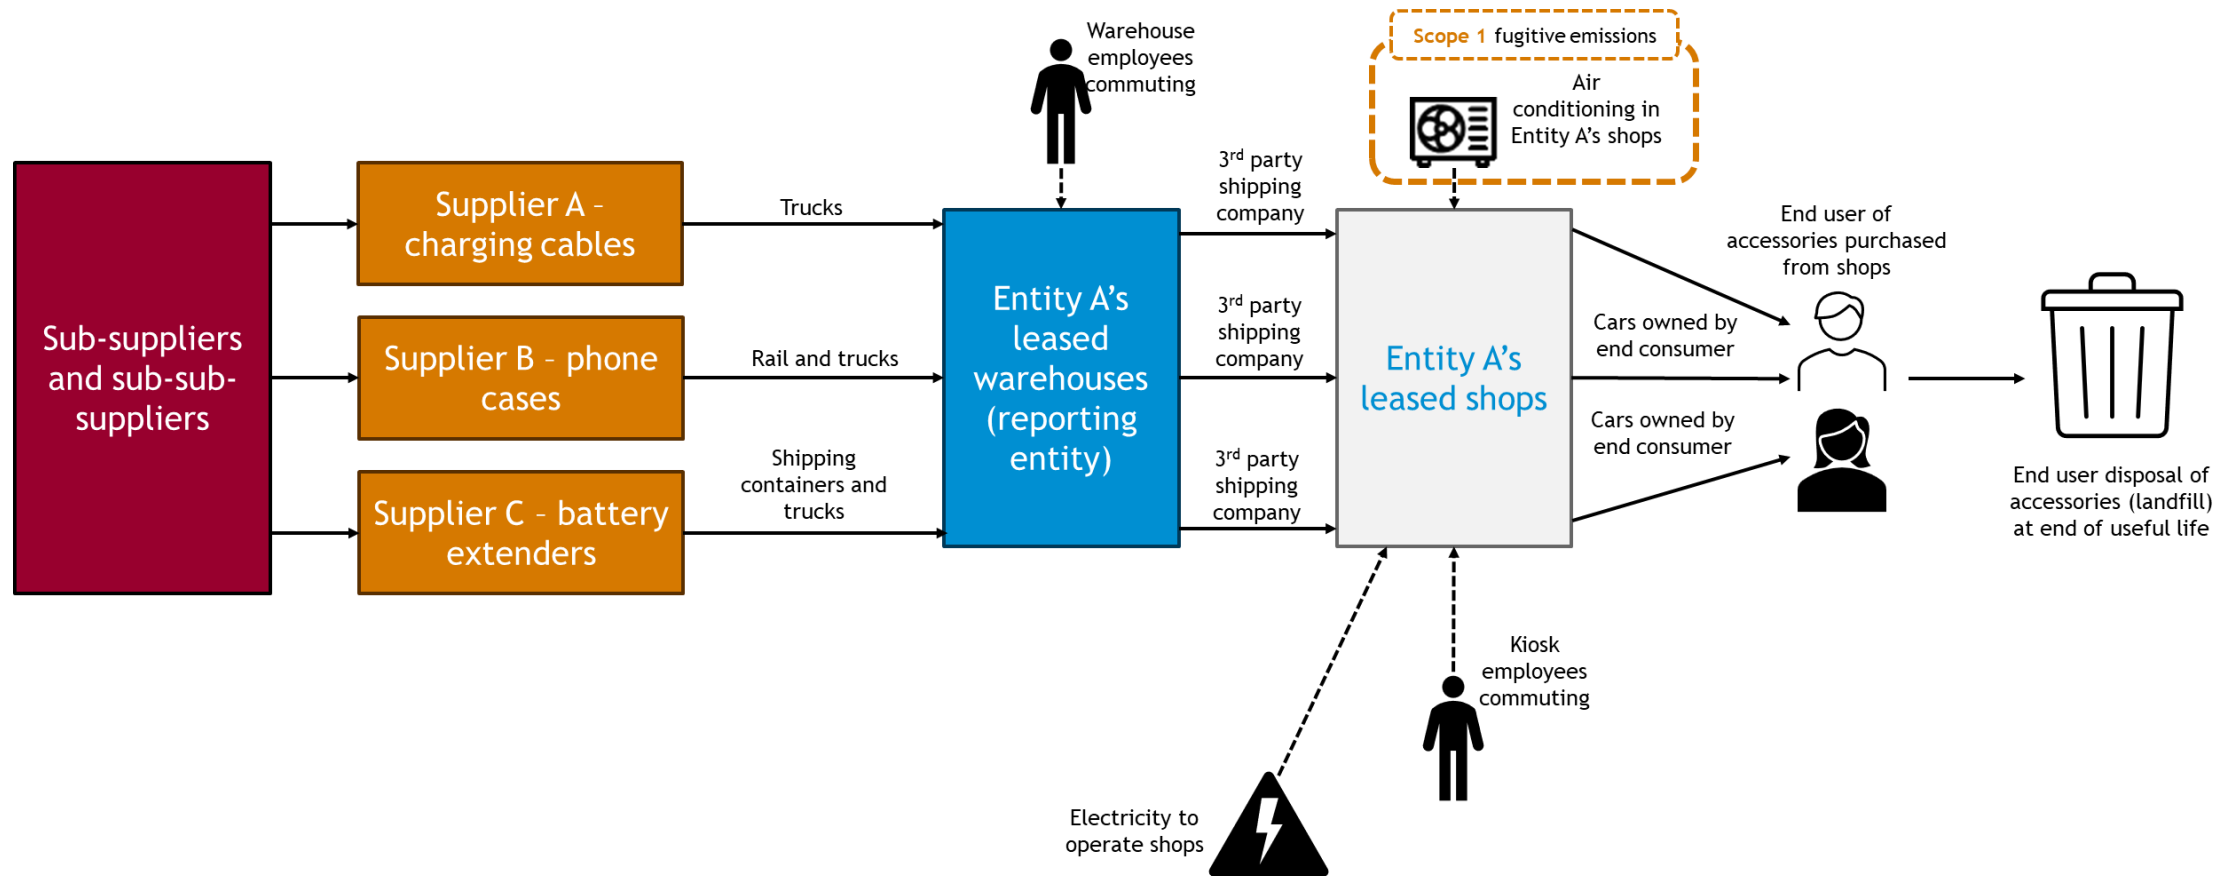 Warehouse
employees
commuting
Scope 1 fugitive emissions
Air
conditioning in
Entity A’s shops
Sub-suppliers
and sub-sub-
suppliers
Supplier A –
charging cables
Supplier B – phone
cases
Supplier C – battery
extenders
Trucks
Rail and trucks
Shipping
containers and
trucks
Entity A’s
leased
warehouses
(reporting
entity)
3rd party
shipping
company
3rd party
shipping
company
3rd party
shipping
company
Entity A’s
leased shops
Cars owned by
end consumer
Cars owned by
end consumer
End user of
accessories purchased
from shops
End user disposal of
accessories (landfill)
at end of useful life
Kiosk
employees
commuting
Electricity to
operate shops